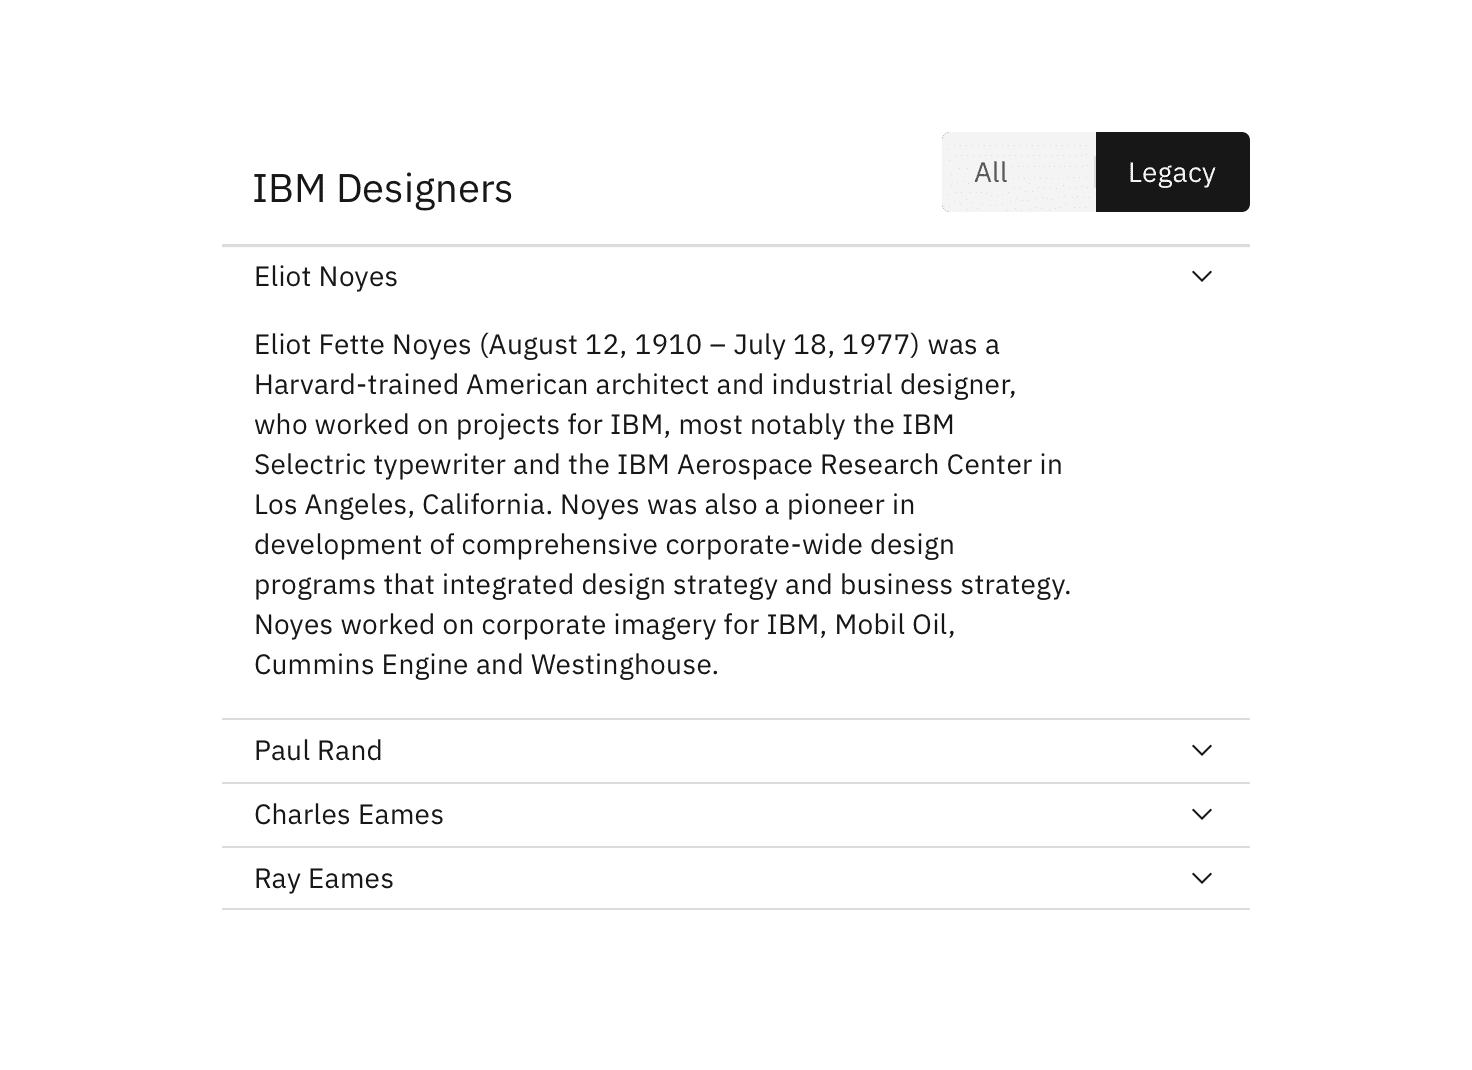 IBM Designers
All
Legacy
Eliot Noyes
Eliot Fette Noyes (August 12, 1910 – July 18, 1977) was a
Harvard-trained American architect and industrial designer,
who worked on projects for IBM, most notably the IBM
Selectric typewriter and the IBM Aerospace Research Center in
Los Angeles, California. Noyes was also a pioneer in
development of comprehensive corporate-wide design
programs that integrated design strategy and business strategy.
Noyes worked on corporate imagery for IBM, Mobil Oil,
Cummins Engine and Westinghouse.
Paul Rand
Charles Eames
Ray Eames